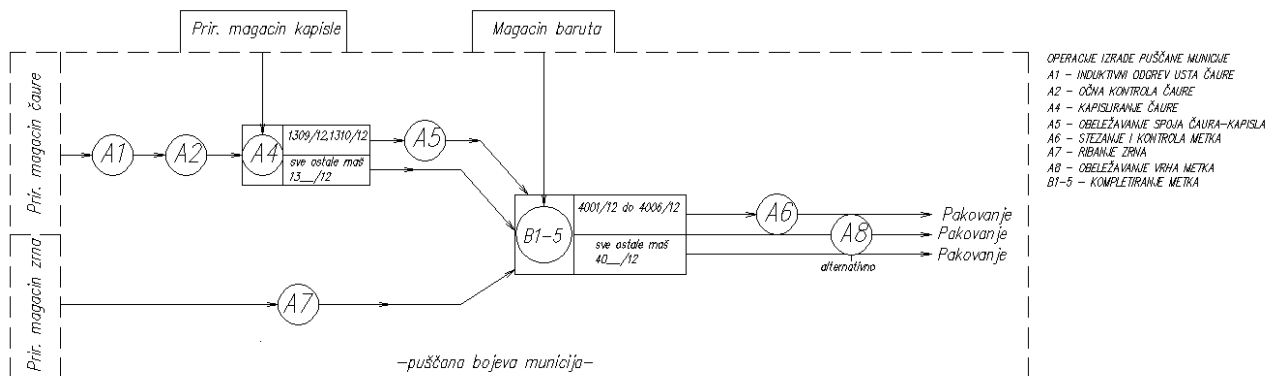 Prir. magacin kapisle
Magacin baruta
Prir. magacin čaure
A1
A2
A4
1309/12,1310/12
sve ostale maš
13__/12
A5
B1-5
4001/12 do 4006/12
sve ostale maš
40__/12
A6
A8
alternativno
Pakovanje
Pakovanje
Pakovanje
Prir. magacin zrna
A7
-puščana bojeva municija-
OPERACIJE IZRADE PUŠČANE MUNICIJE
A1 - INDUKTIVNI ODGREV USTA ČAURE
A2 - OČNA KONTROLA ČAURE
A4 - KAPISLIRANJE ČAURE
A5 - OBELEŽAVANJE SPOJA ČAURA-KAPISLA
A6 - STEZANJE I KONTROLA METKA
A7 - RIBANJE ZRNA
A8 - OBELEŽAVANJE VRHA METKA
B1-5 - KOMPLETIRANJE METKA